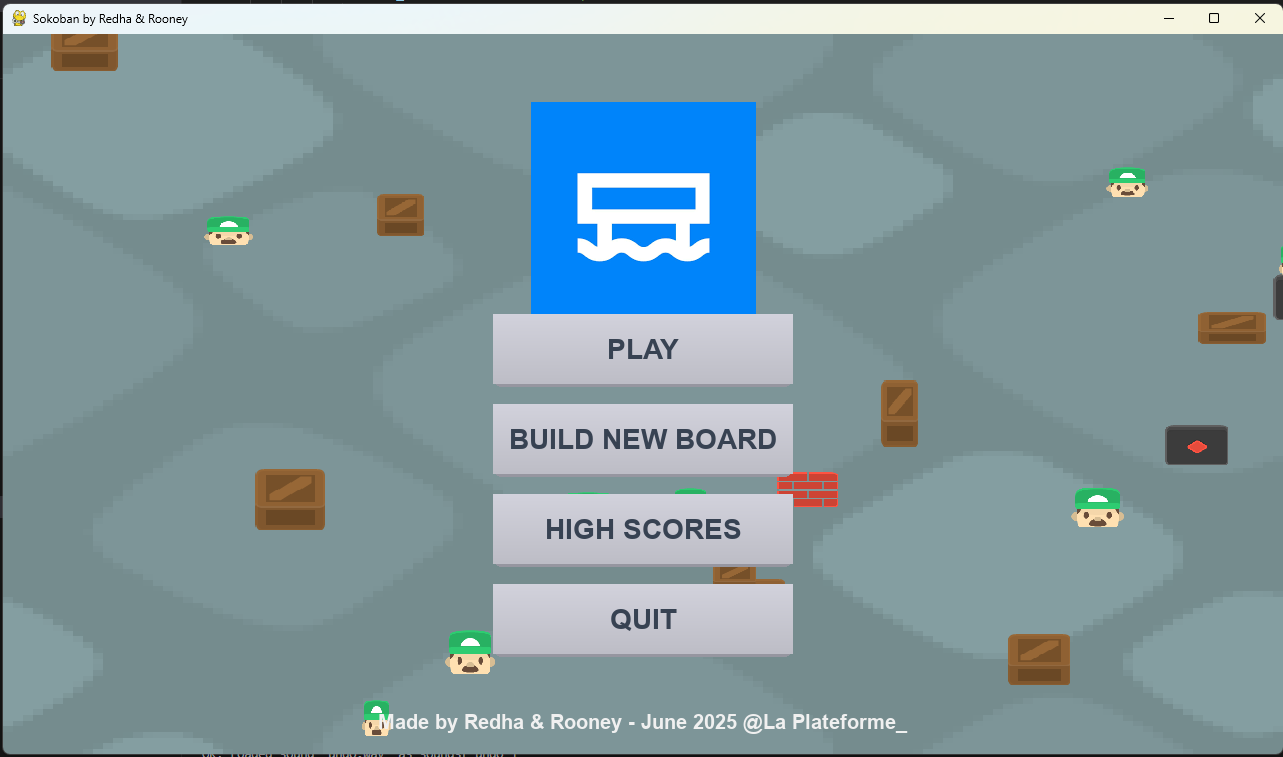 Sokoban by Redha & Rooney
PLAY
BUILD NEW BOARD
HIGH SCORES
QUIT
Made by Redha & Rooney - June 2025 @La Plateforme_